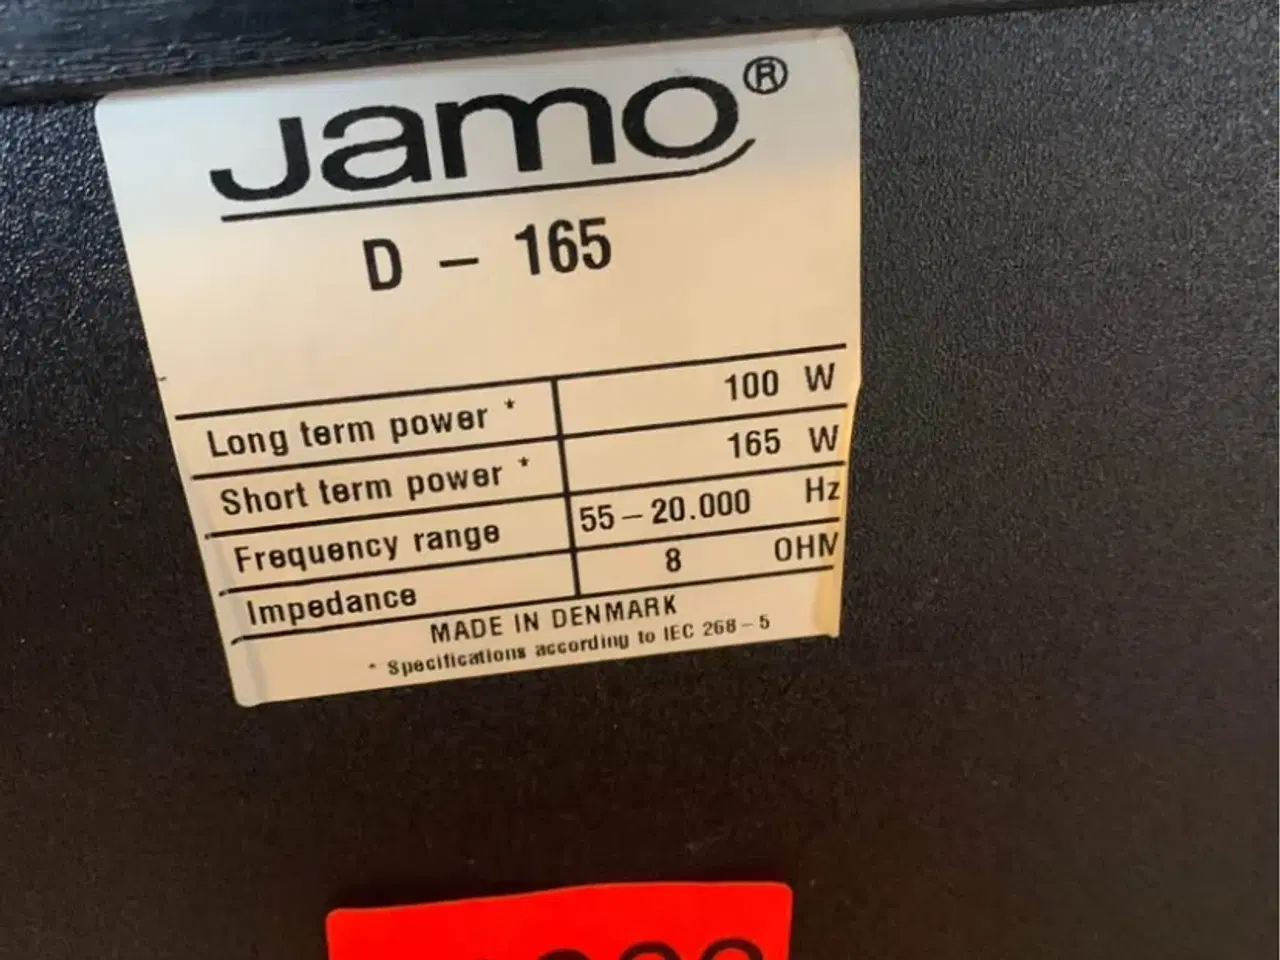 Jamo®
D - 165
Long term power * 100 W
Short term power * 165 W
Frequency range 55-20.000 Hz
Impedance 8 OHM
MADE IN DENMARK
* Specifications according to IEC 268-5